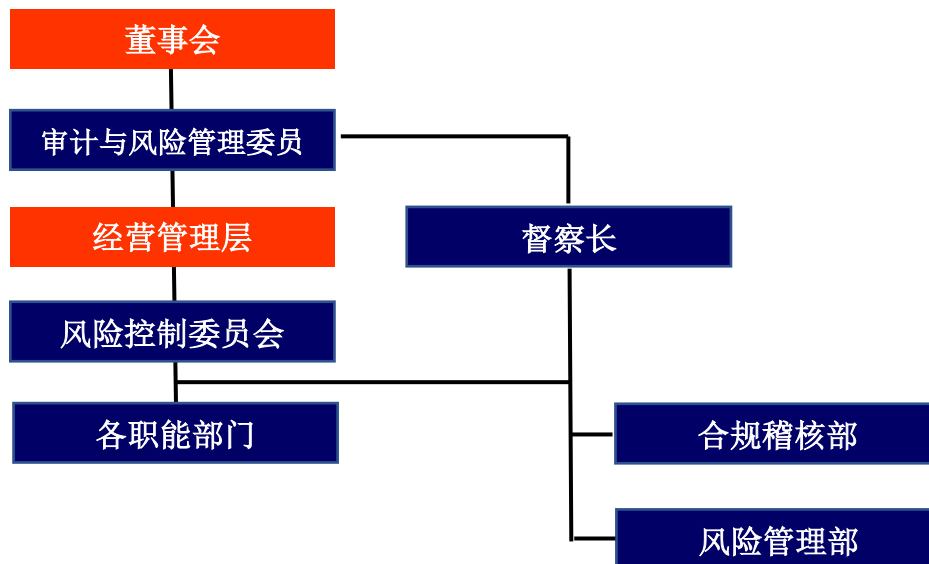 董事会
审计与风险管理委员
经营管理层
督察长
风险控制委员会
各职能部门
合规稽核部
风险管理部